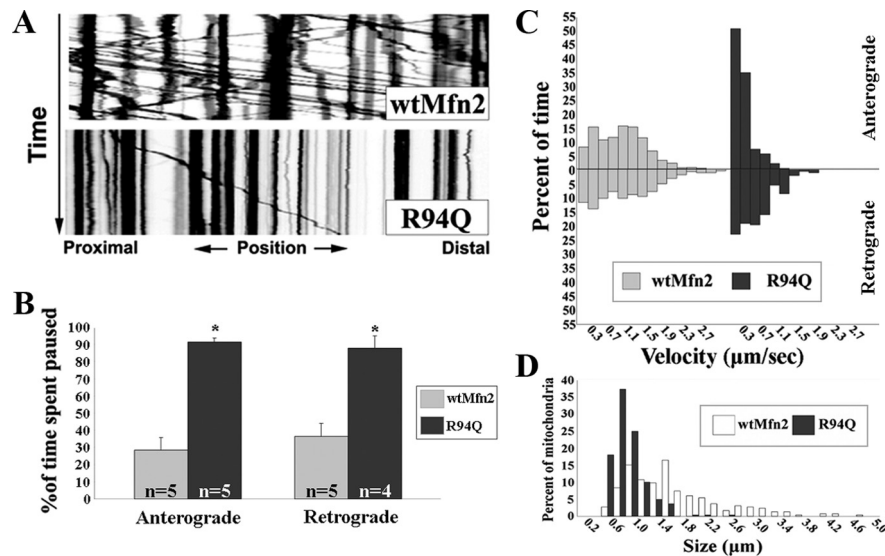 A
Time
wtMfn2
R94Q
Proximal
Position
Distal
B
%of time spent paused
100
90
80
70
60
50
40
30
20
10
0
*
*
n=5
n=5
n=5
n=4
Anterograde
Retrograde
wtMfn2
R94Q
C
Percent of time
55
50
45
40
35
30
25
20
15
10
5
0
0
5
10
15
20
25
30
35
40
45
50
55
Anterograde
Retrograde
wtMfn2
R94Q
0.3 0.7 1.1 1.5 1.9 2.3 2.7
0.3 0.7 1.1 1.5 1.9 2.3 2.7
Velocity (µm/sec)
D
Percent of mitochondria
40
35
30
25
20
15
10
5
0
wtMfn2 R94Q
0.2 0.6 1.0 1.4 1.8 2.2 2.6 3.0 3.4 3.8 4.2 4.6 5.0
Size (µm)